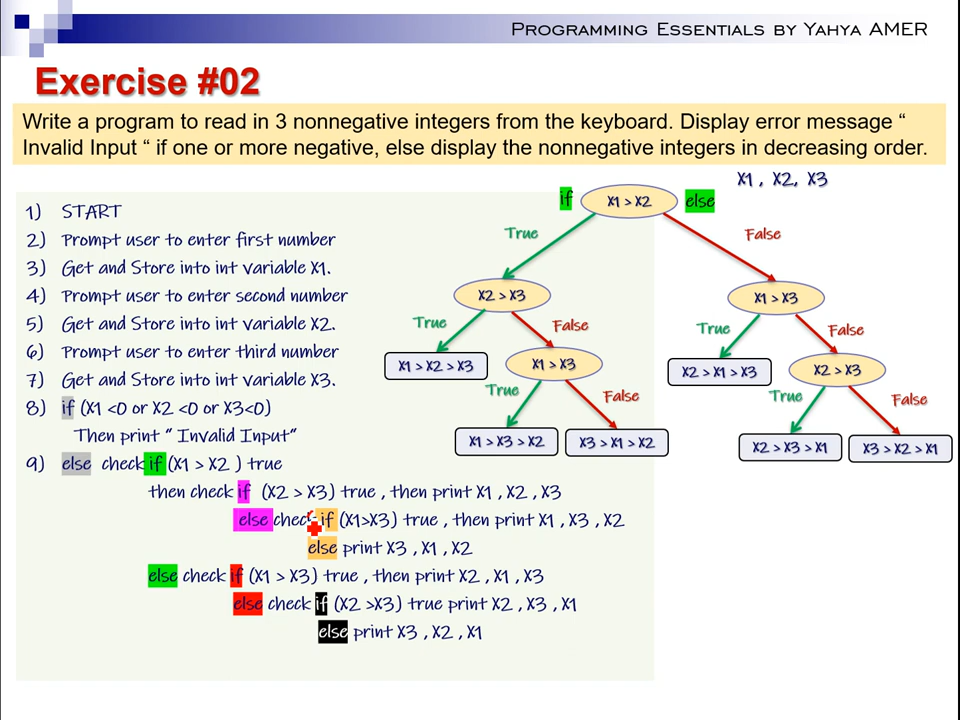 Programming Essentials by Yahya AMER
Exercise #02
Write a program to read in 3 nonnegative integers from the keyboard. Display error message “
Invalid Input “ if one or more negative, else display the nonnegative integers in decreasing order.
X1 , X2, X3
1) START
2) Prompt user to enter first number
3) Get and Store into int variable X1.
4) Prompt user to enter second number
5) Get and Store into int variable X2.
6) Prompt user to enter third number
7) Get and Store into int variable X3.
8) if (X1 <0 or X2 <0 or X3<0)
Then print “ Invalid Input”
9) else check if (X1 > X2 ) true
then check if (X2 > X3) true , then print X1 , X2 , X3
else check if (X1>X3) true , then print X1 , X3 , X2
else print X3 , X1 , X2
else check if (X1 > X3) true , then print X2 , X1 , X3
else check if (X2 >X3) true print X2 , X3 , X1
else print X3 , X2 , X1
if
X1 > X2
else
True
False
X2 > X3
X1 > X3
True
False
True
False
X1 > X2 > X3
X1 > X3
X2 > X1 > X3
X2 > X3
True
False
True
False
X1 > X3 > X2
X3 > X1 > X2
X2 > X3 > X1
X3 > X2 > X1